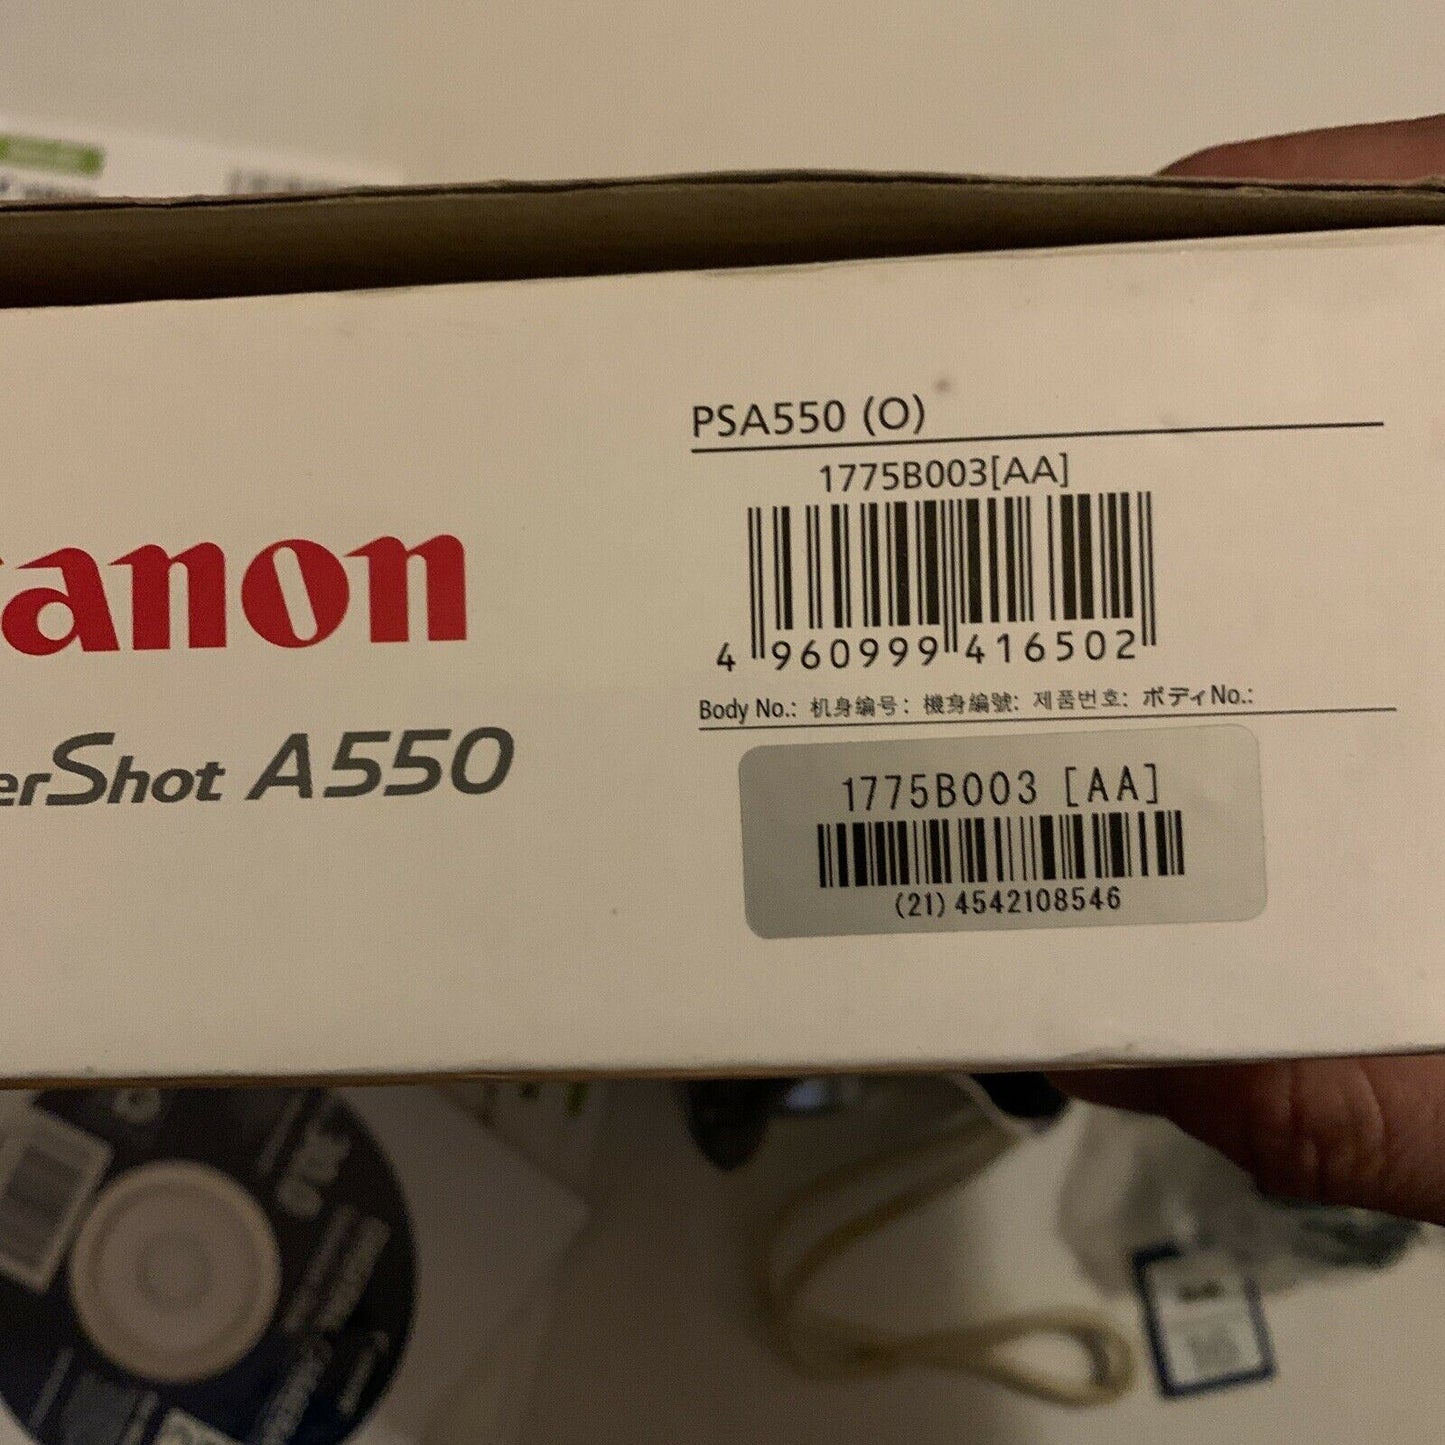 PSA550 (O)
1775B003[AA]
4 960999 416502
Body No.: 机身编号: 機身編號: 제품번호: ボディNo.:
anon
erShot A550
1775B003 [AA]
(21) 4542108546